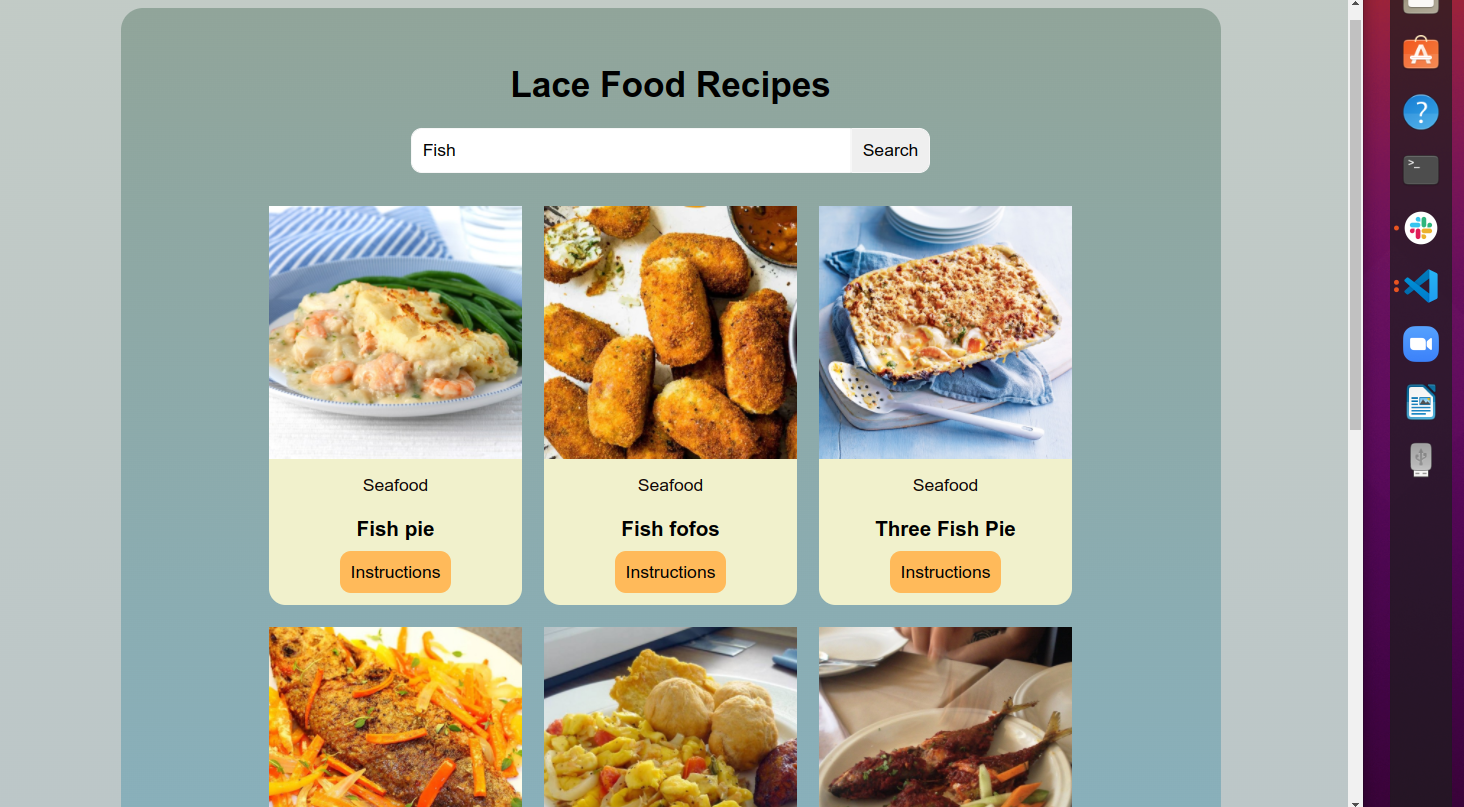 Lace Food Recipes
Fish Search
Seafood Seafood Seafood
Fish pie Fish fofos Three Fish Pie
Instructions Instructions Instructions
?
>_